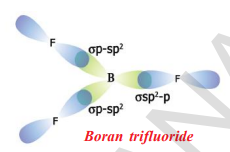 F
σp-sp²
B
σsp²-p
F
σp-sp²
F
Boran trifluoride